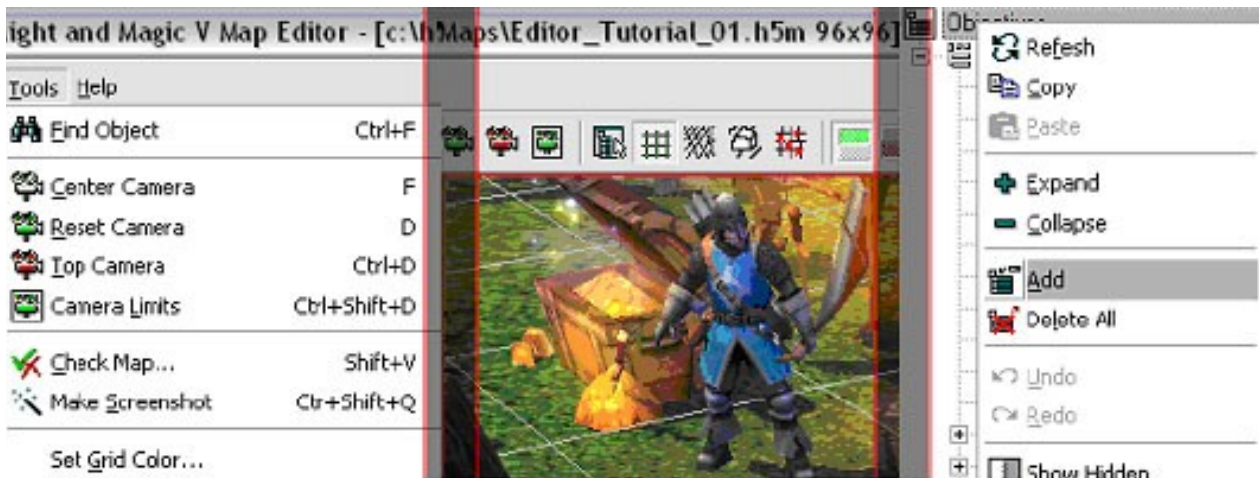 ight and Magic V Map Editor - [c:\hMaps\Editor_Tutorial_01.h5m 96x96]
Tools Help
Find Object Ctrl+F
Center Camera F
Reset Camera D
Top Camera Ctrl+D
Camera Limits Ctrl+Shift+D
Check Map... Shift+V
Make Screenshot Ctr+Shift+Q
Set Grid Color...
Objectives
Refesh
Copy
Paste
Expand
Collapse
Add
Delete All
Undo
Redo
Show Hidden